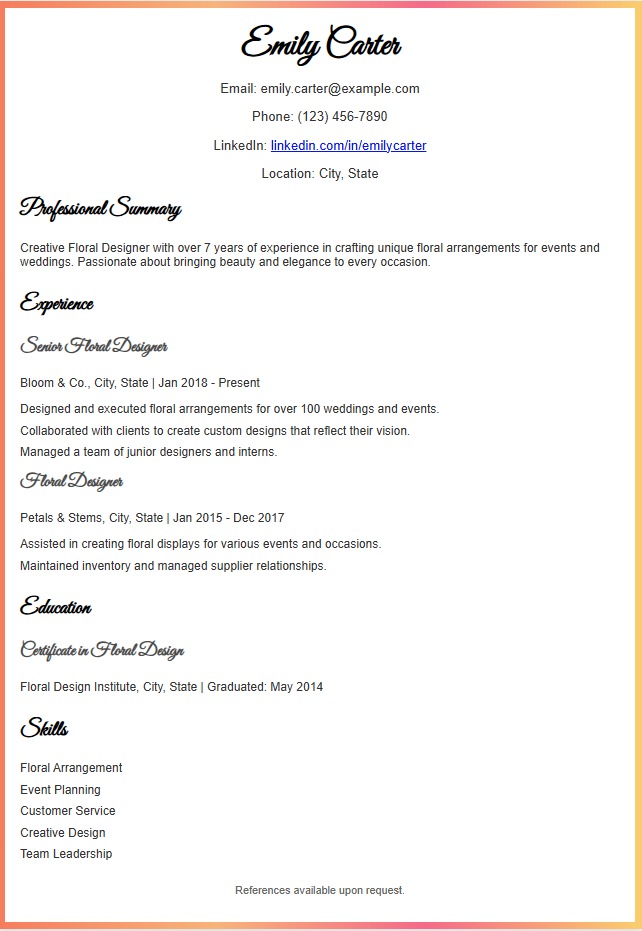 Emily Carter
Email: emily.carter@example.com
Phone: (123) 456-7890
LinkedIn: linkedin.com/in/emilycarter
Location: City, State
Professional Summary
Creative Floral Designer with over 7 years of experience in crafting unique floral arrangements for events and
weddings. Passionate about bringing beauty and elegance to every occasion.
Experience
Senior Floral Designer
Bloom & Co., City, State | Jan 2018 - Present
Designed and executed floral arrangements for over 100 weddings and events.
Collaborated with clients to create custom designs that reflect their vision.
Managed a team of junior designers and interns.
Floral Designer
Petals & Stems, City, State | Jan 2015 - Dec 2017
Assisted in creating floral displays for various events and occasions.
Maintained inventory and managed supplier relationships.
Education
Certificate in Floral Design
Floral Design Institute, City, State | Graduated: May 2014
Skills
Floral Arrangement
Event Planning
Customer Service
Creative Design
Team Leadership
References available upon request.